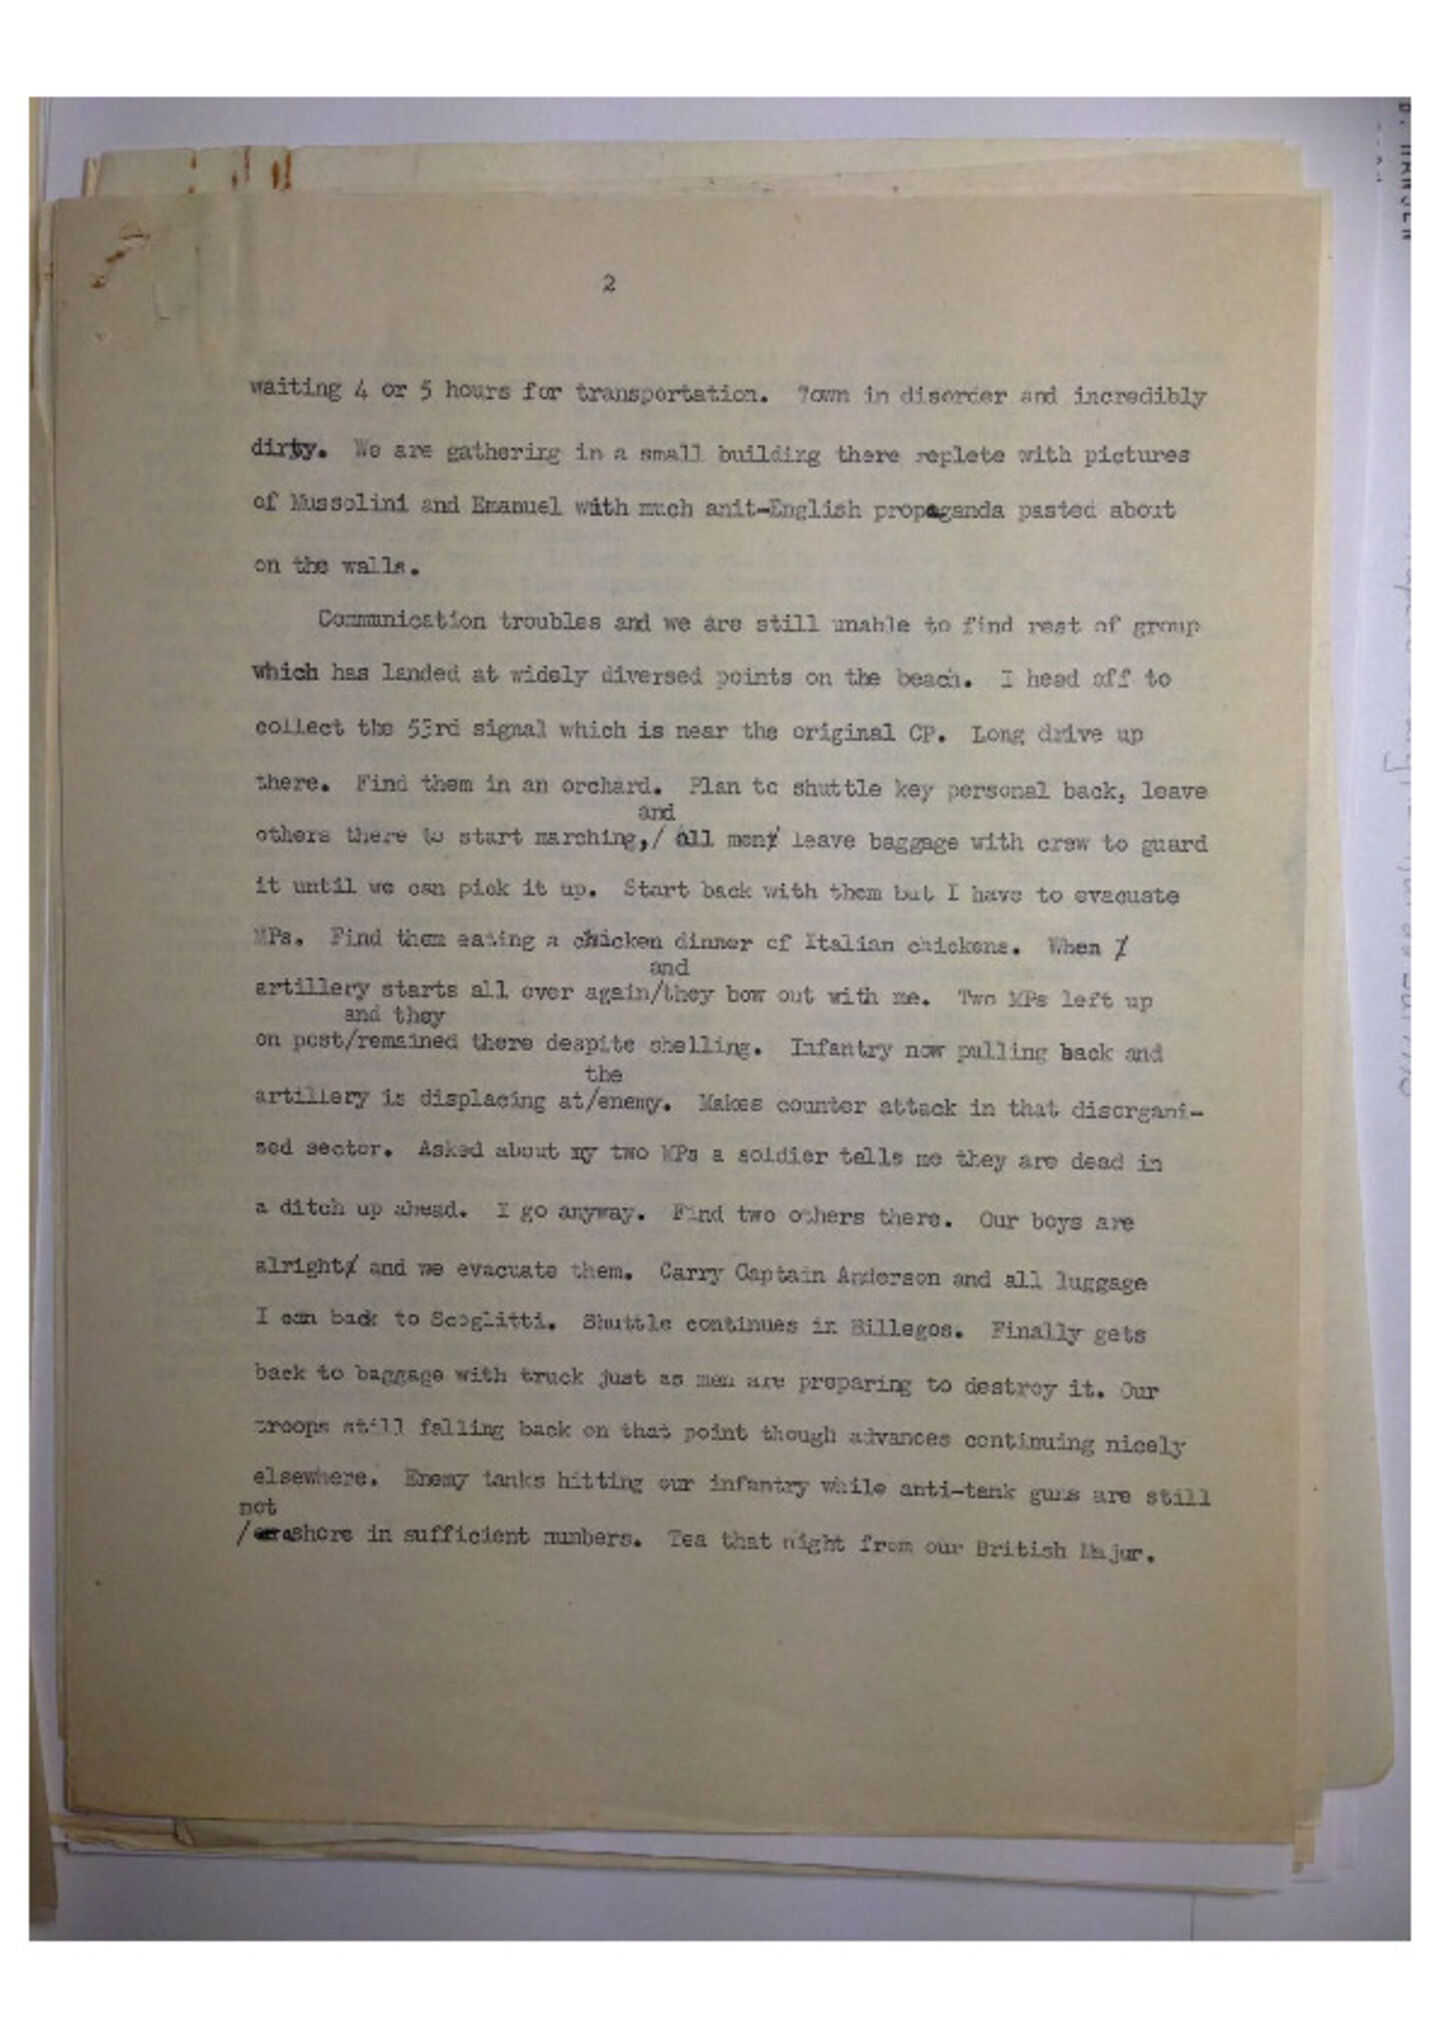 2
waiting 4 or 5 hours for transportation. Town in disorder and incredibly
dirty. We are gathering in a small building there replete with pictures
of Mussolini and Emanuel with much anit-English propaganda pasted about
on the walls.
Communication troubles and we are still unable to find rest of group
which has landed at widely diversed points on the beach. I head off to
collect the 53rd signal which is near the original CP. Long drive up
there. Find them in an orchard. Plan to shuttle key personal back, leave
and
others there to start marching,/ all men leave baggage with crew to guard
it until we can pick it up. Start back with them but I have to evacuate
MPs. Find them eating a chicken dinner of Italian chickens. When
and
artillery starts all over again/they bow out with me. Two MPs left up
and they
on post/remained there despite shelling. Infantry now pulling back and
the
artillery is displacing at/enemy. Makes counter attack in that disorgani-
zed sector. Asked about my two MPs a soldier tells me they are dead in
a ditch up ahead. I go anyway. Find two others there. Our boys are
alright and we evacuate them. Carry Captain Anderson and all luggage
I can back to Scoglitti. Shuttle continues in Billegos. Finally gets
back to baggage with truck just as men are preparing to destroy it. Our
troops still falling back on that point though advances continuing nicely
elsewhere. Enemy tanks hitting our infantry while anti-tank guns are still
not
/ashore in sufficient numbers. Tea that night from our British Major.